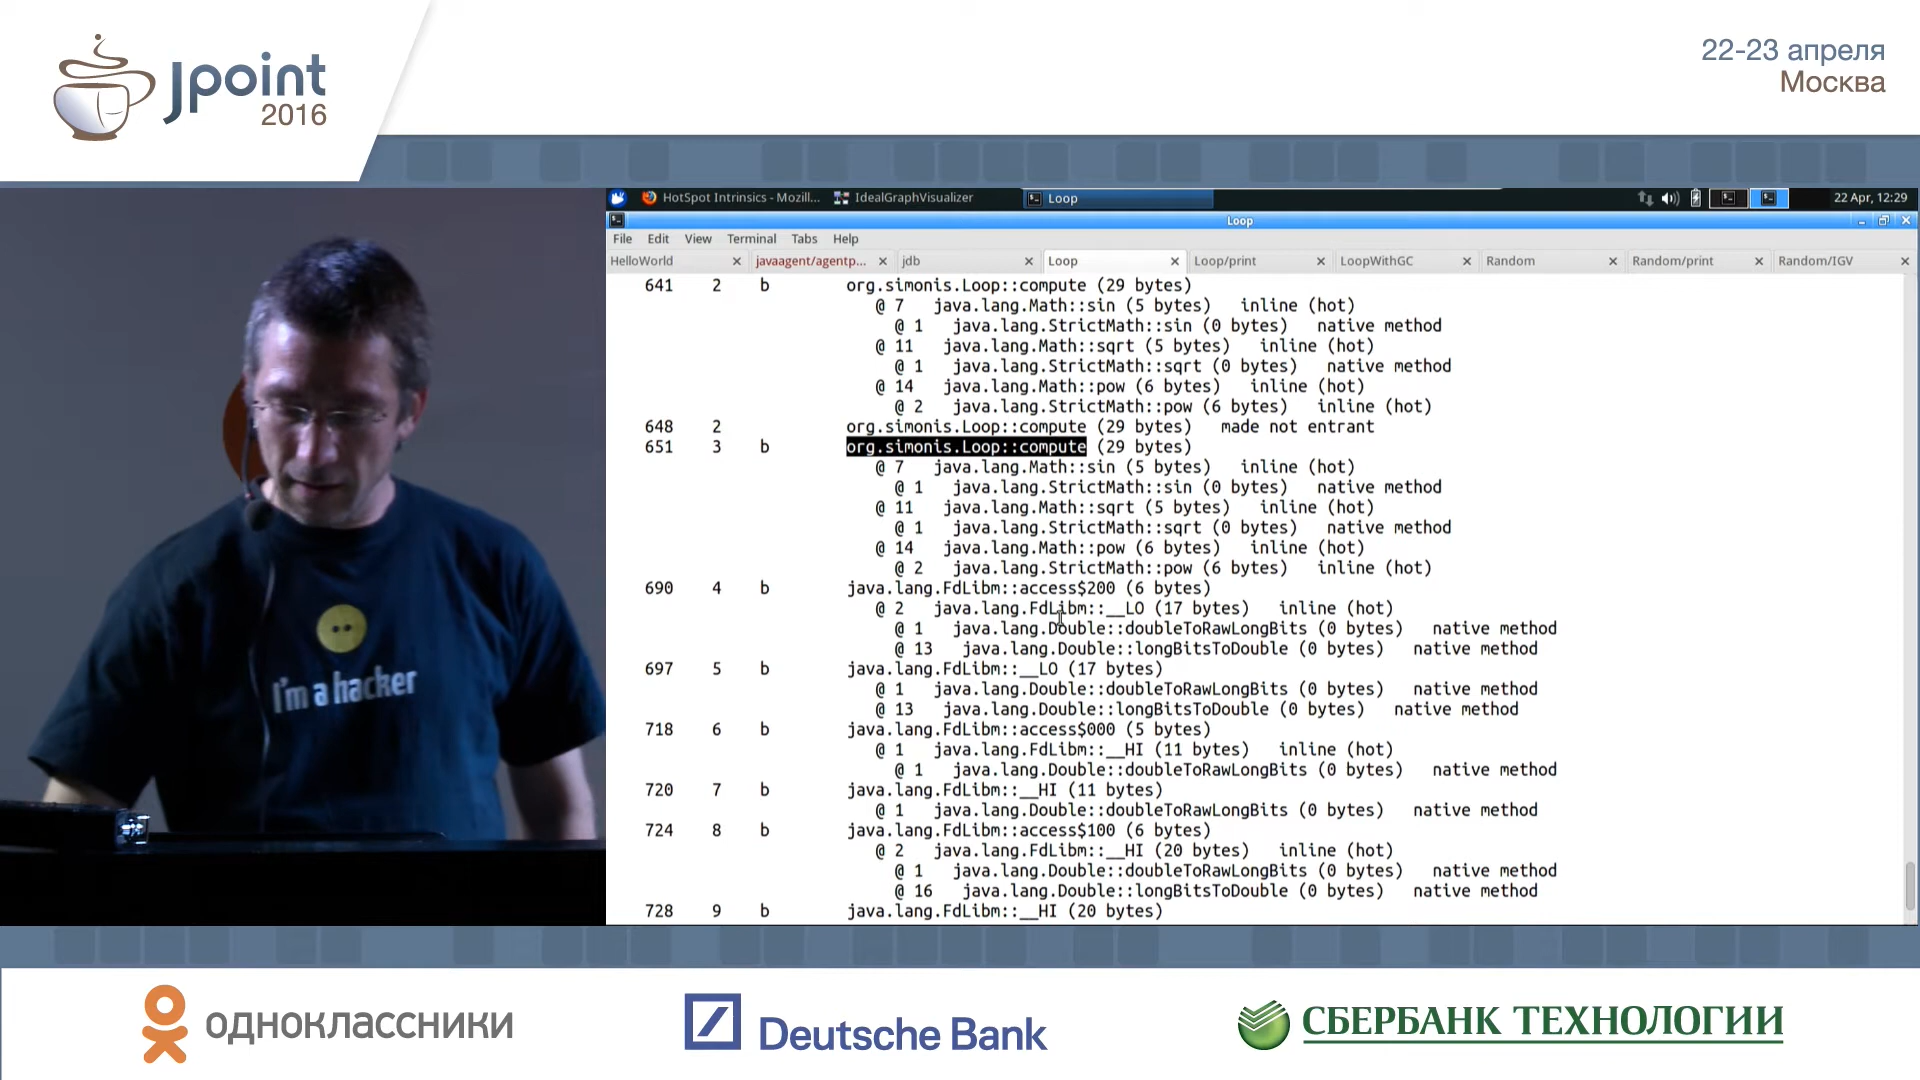 Jpoint
2016
22-23 апреля
Москва
HotSpot Intrinsics - Mozill...
IdealGraphVisualizer
Loop
22 Apr, 12:29
Loop
File Edit View Terminal Tabs Help
HelloWorld
javaagent/agentp...
jdb
Loop
Loop/print
LoopWithGC
Random
Random/print
Random/IGV
641 2 b org.simonis.Loop::compute (29 bytes)
@ 7 java.lang.Math::sin (5 bytes) inline (hot)
@ 1 java.lang.StrictMath::sin (0 bytes) native method
@ 11 java.lang.Math::sqrt (5 bytes) inline (hot)
@ 1 java.lang.StrictMath::sqrt (0 bytes) native method
@ 14 java.lang.Math::pow (6 bytes) inline (hot)
@ 2 java.lang.StrictMath::pow (6 bytes) inline (hot)
648 2 org.simonis.Loop::compute (29 bytes) made not entrant
651 3 b org.simonis.Loop::compute (29 bytes)
@ 7 java.lang.Math::sin (5 bytes) inline (hot)
@ 1 java.lang.StrictMath::sin (0 bytes) native method
@ 11 java.lang.Math::sqrt (5 bytes) inline (hot)
@ 1 java.lang.StrictMath::sqrt (0 bytes) native method
@ 14 java.lang.Math::pow (6 bytes) inline (hot)
@ 2 java.lang.StrictMath::pow (6 bytes) inline (hot)
690 4 b java.lang.FdLibm::access$200 (6 bytes)
@ 2 java.lang.FdLibm::__LO (17 bytes) inline (hot)
@ 1 java.lang.Double::doubleToRawLongBits (0 bytes) native method
@ 13 java.lang.Double::longBitsToDouble (0 bytes) native method
697 5 b java.lang.FdLibm::__LO (17 bytes)
@ 1 java.lang.Double::doubleToRawLongBits (0 bytes) native method
@ 13 java.lang.Double::longBitsToDouble (0 bytes) native method
718 6 b java.lang.FdLibm::access$000 (5 bytes)
@ 1 java.lang.FdLibm::__HI (11 bytes) inline (hot)
@ 1 java.lang.Double::doubleToRawLongBits (0 bytes) native method
720 7 b java.lang.FdLibm::__HI (11 bytes)
@ 1 java.lang.Double::doubleToRawLongBits (0 bytes) native method
724 8 b java.lang.FdLibm::access$100 (6 bytes)
@ 2 java.lang.FdLibm::__HI (20 bytes) inline (hot)
@ 1 java.lang.Double::doubleToRawLongBits (0 bytes) native method
@ 16 java.lang.Double::longBitsToDouble (0 bytes) native method
728 9 b java.lang.FdLibm::__HI (20 bytes)
I'm a hacker
одноклассники
Deutsche Bank
СБЕРБАНК ТЕХНОЛОГИИ